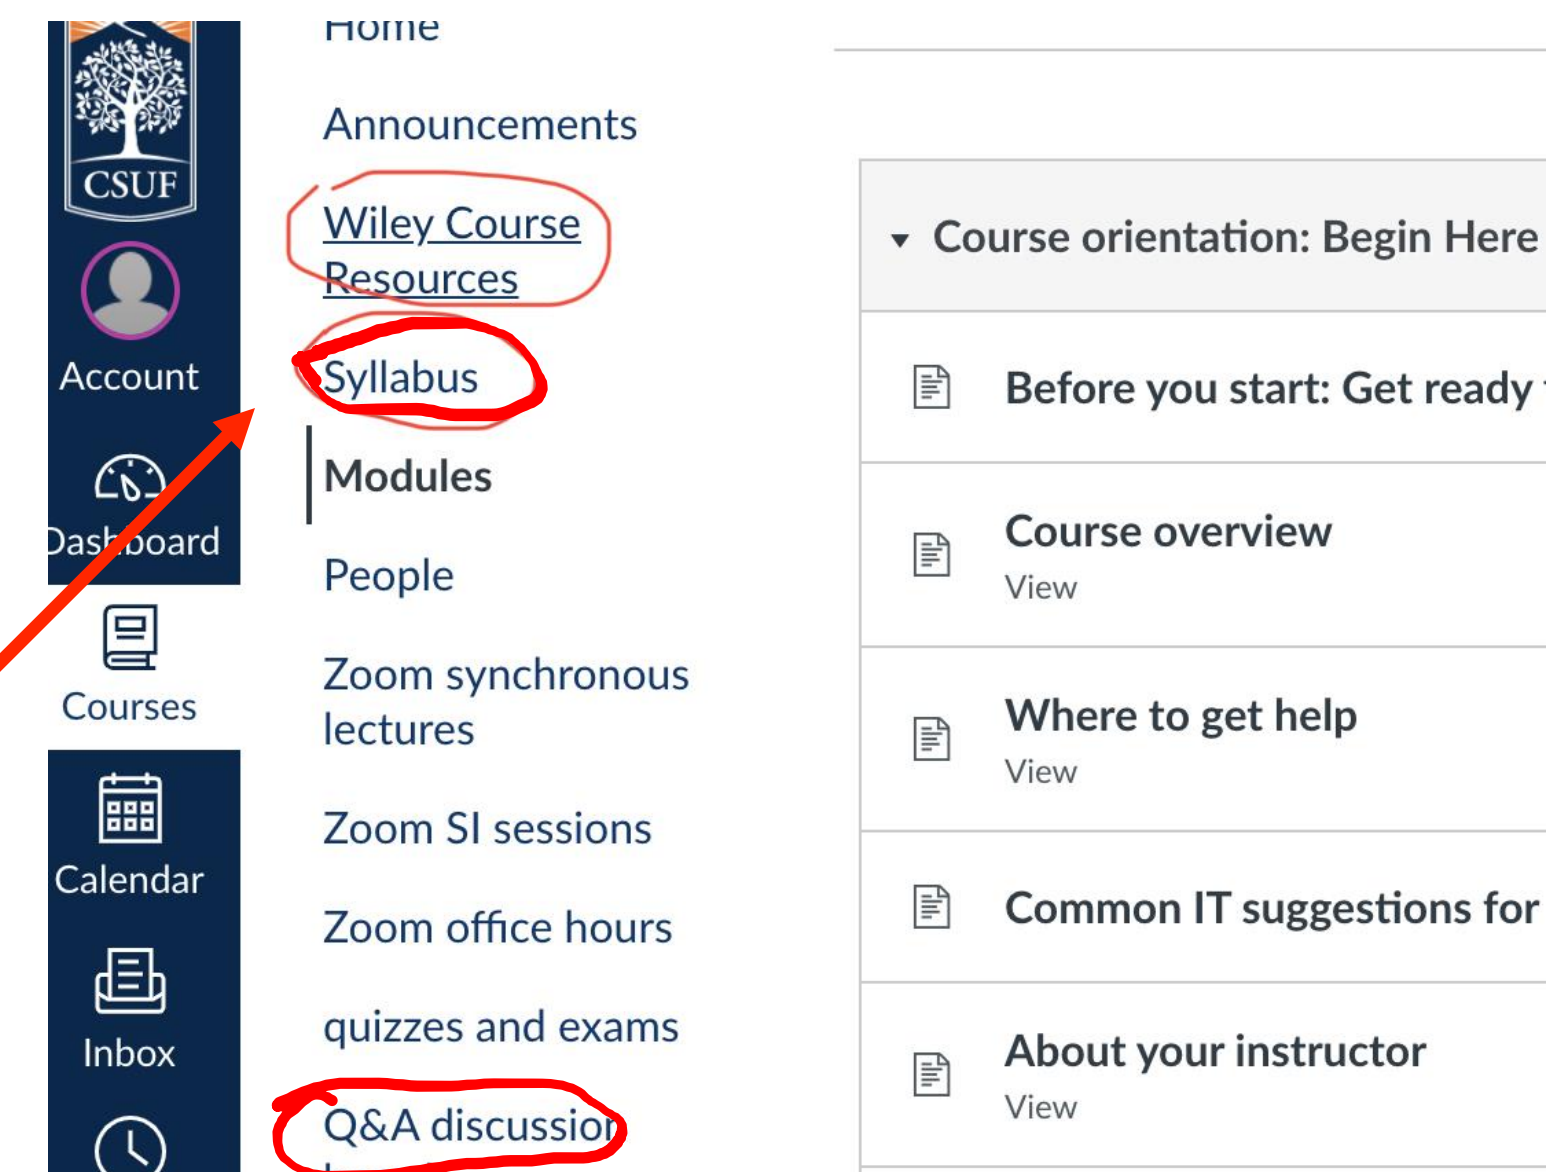 CSUF
Account
Dashboard
Courses
Calendar
Inbox
Home
Announcements
Wiley Course
Resources
Syllabus
Modules
People
Zoom synchronous
lectures
Zoom SI sessions
Zoom office hours
quizzes and exams
Q&A discussion
Course orientation: Begin Here
Before you start: Get ready
Course overview
View
Where to get help
View
Common IT suggestions for
About your instructor
View